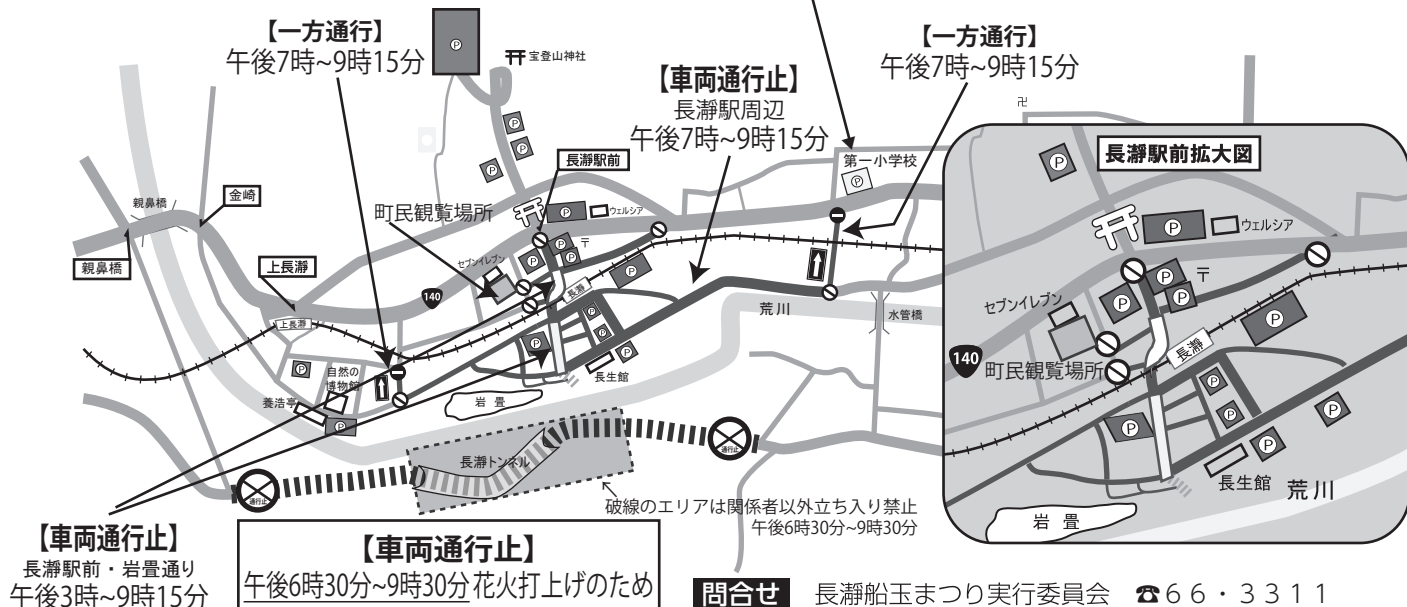 【一方通行】
午後7時~9時15分
P
宝登山神社
【車両通行止】
長瀞駅周辺
午後7時~9時15分
【一方通行】
午後7時~9時15分
卍
第一小学校
P
長瀞駅前
P
P
P
町民観覧場所
P
ウェルシア
〒
金崎
親鼻橋
親鼻橋
上長瀞
上長瀞
セブンイレブン
140
P
P
P
長瀞
P
荒川
水管橋
P
P
P
P
長生館
自然の
博物館
P
養浩亭
P
岩畳
長瀞トンネル
通行止
通行止
破線のエリアは関係者以外立ち入り禁止
午後6時30分~9時30分
【車両通行止】
長瀞駅前・岩畳通り
午後3時~9時15分
【車両通行止】
午後6時30分~9時30分 花火打上げのため
長瀞駅前拡大図
P
P
ウェルシア
P
〒
P
P
セブンイレブン
P
140
町民観覧場所
長瀞
P
P
P
P
P
長生館
荒川
岩畳
問合せ 長瀞船玉まつり実行委員会 ☎66・3311